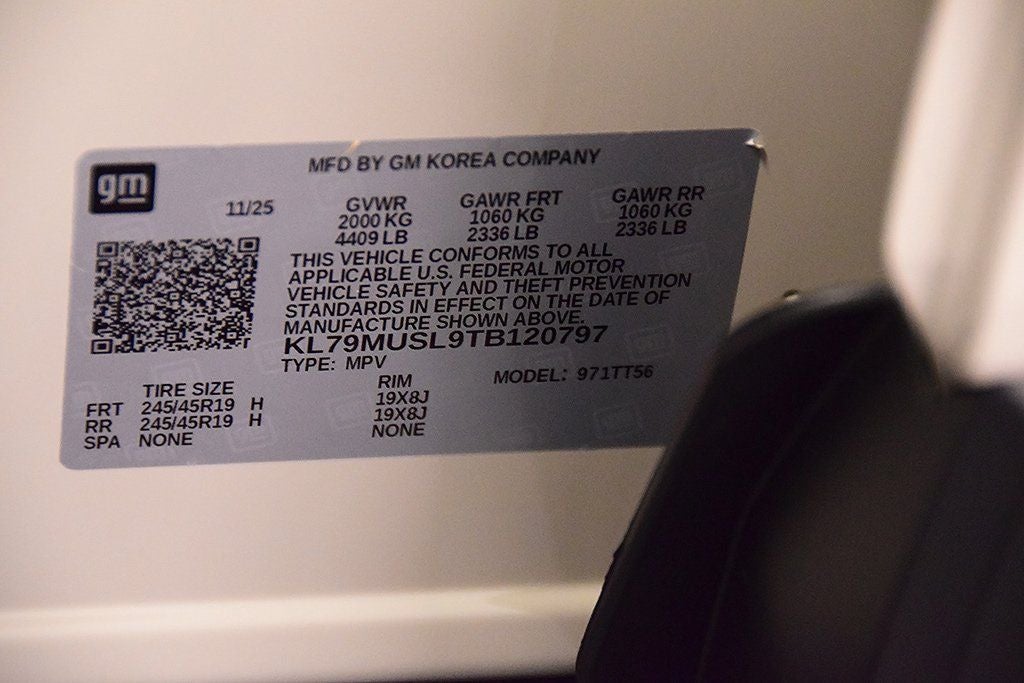 gm
MFD BY GM KOREA COMPANY
11/25
GVWR
2000 KG
4409 LB
GAWR FRT
1060 KG
2336 LB
GAWR RR
1060 KG
2336 LB
THIS VEHICLE CONFORMS TO ALL
APPLICABLE U.S. FEDERAL MOTOR
VEHICLE SAFETY AND THEFT PREVENTION
STANDARDS IN EFFECT ON THE DATE OF
MANUFACTURE SHOWN ABOVE.
KL79MUSL9TB120797
TYPE: MPV
MODEL: 971TT56
TIRE SIZE RIM
FRT 245/45R19 H 19X8J
RR 245/45R19 H 19X8J
SPA NONE NONE